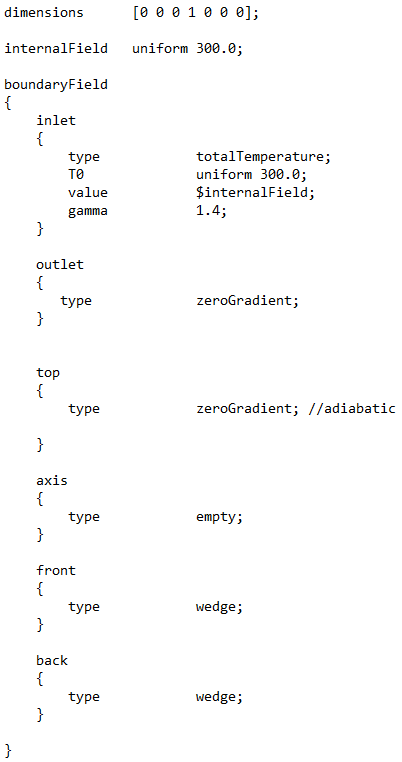 dimensions      [0 0 0 1 0 0 0];
internalField   uniform 300.0;
boundaryField
{
    inlet
    {
        type            totalTemperature;
        T0              uniform 300.0;
        value           $internalField;
        gamma           1.4;
    }
    outlet
    {
       type             zeroGradient;
    }
    top
    {
        type            zeroGradient; //adiabatic
    }
    axis
    {
        type            empty;
    }
    front
    {
        type            wedge;
    }
    back
    {
        type            wedge;
    }
}